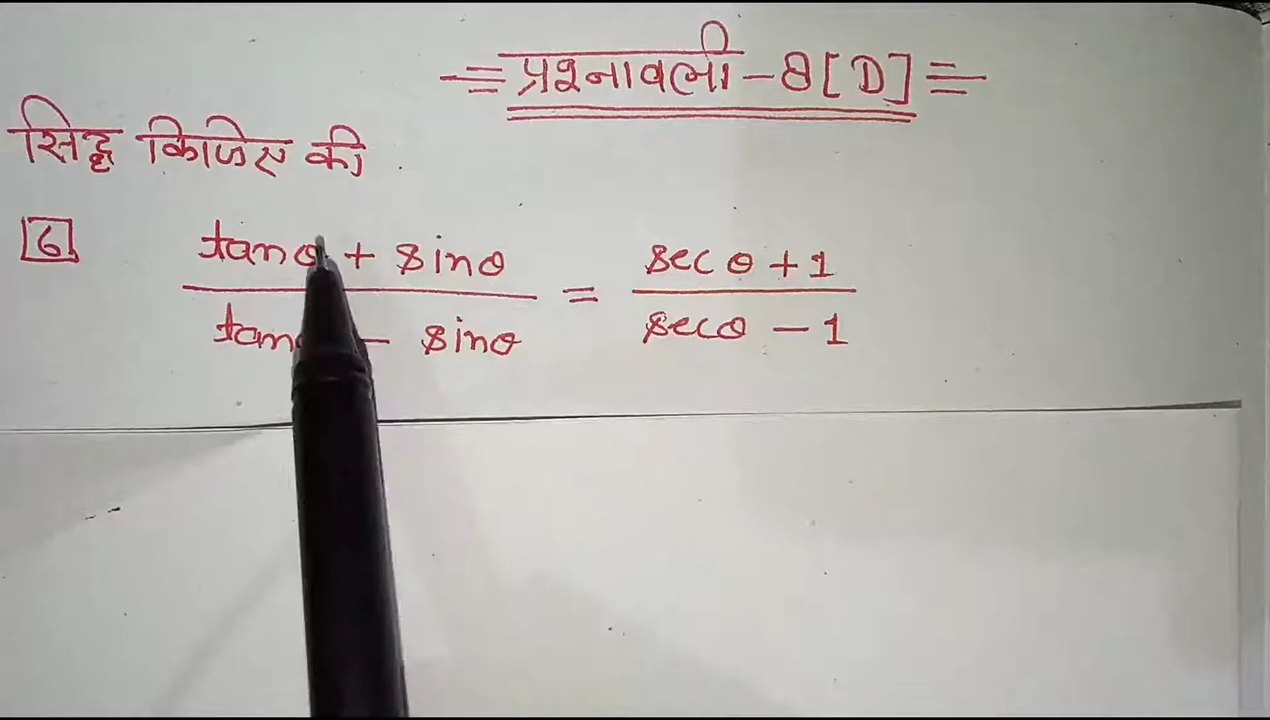 = प्रश्नावली - 8 [D] =
सिद्ध किजिए की
6 tanθ + sinθ / tanθ - sinθ = secθ + 1 / secθ - 1